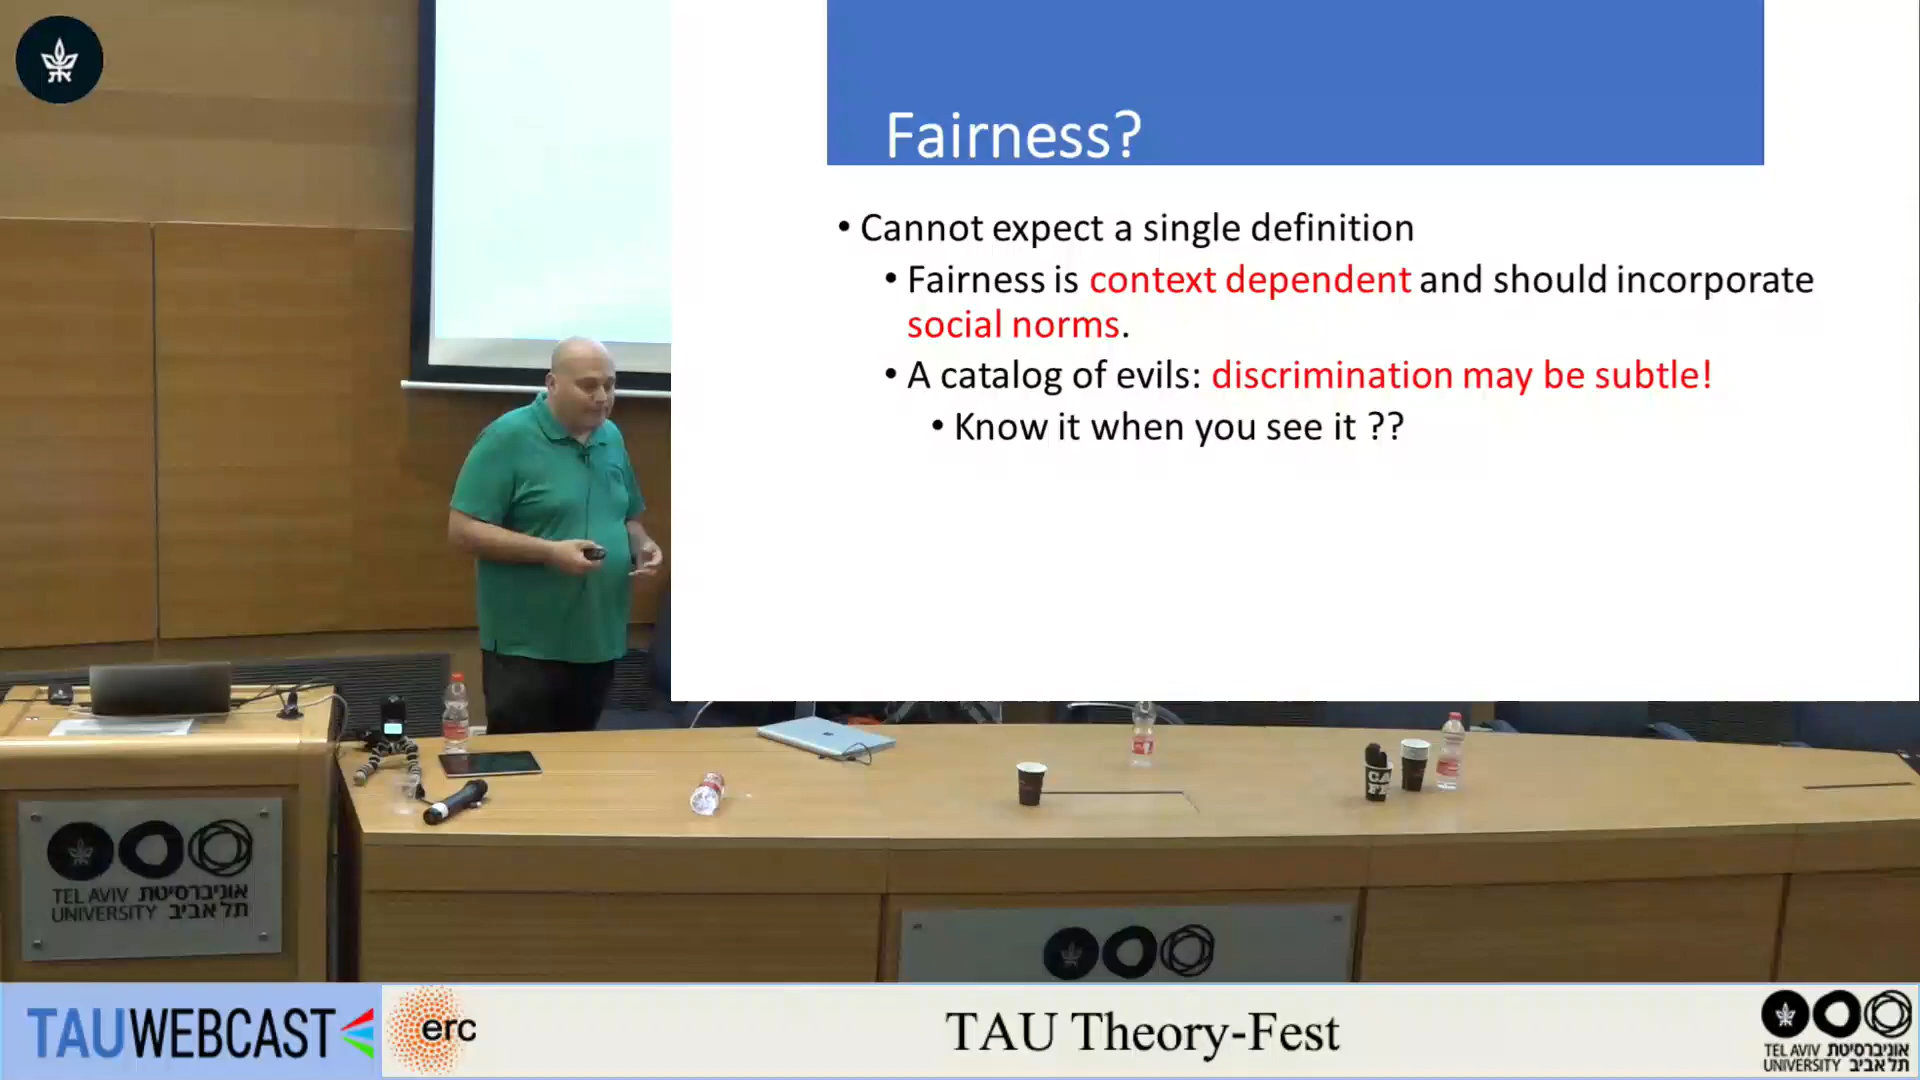 Fairness?
• Cannot expect a single definition
• Fairness is context dependent and should incorporate
social norms.
• A catalog of evils: discrimination may be subtle!
• Know it when you see it ??
CA
FE
TEL AVIV אוניברסיטת
UNIVERSITY תל אביב
TAUWEBCAST
erc
TAU Theory-Fest
TEL AVIV אוניברסיטת
UNIVERSITY תל אביב